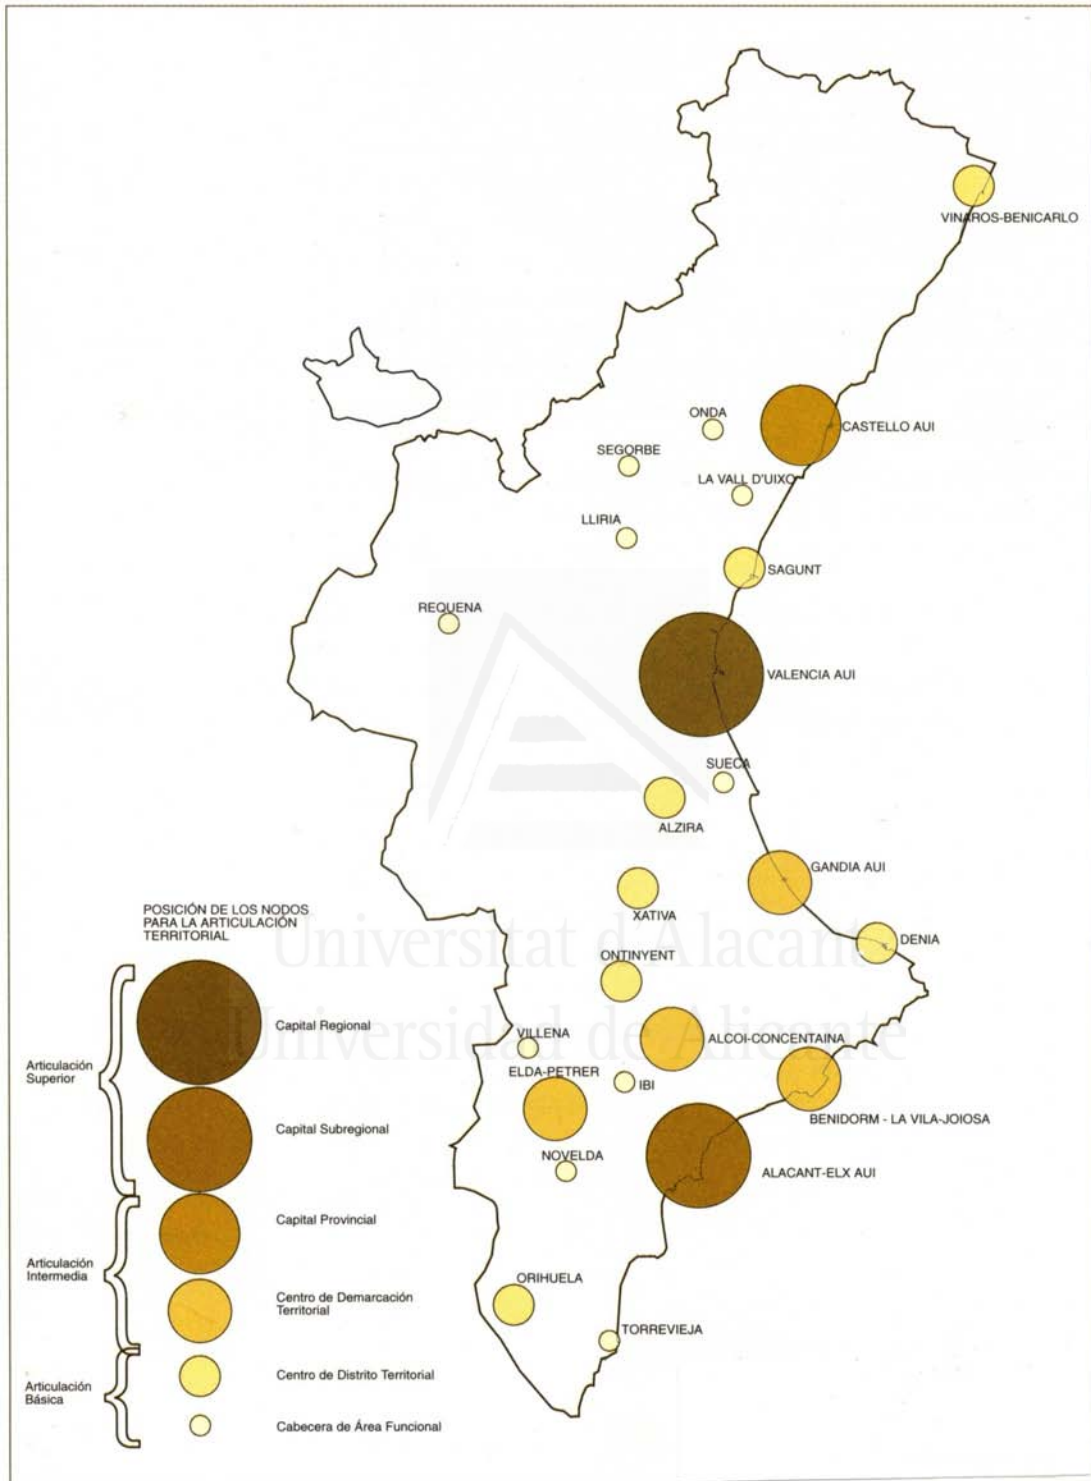 VINAROS-BENICARLO
ONDA
CASTELLO AUI
SEGORBE
LA VALL D'UIXO
LLIRIA
SAGUNT
REQUENA
VALENCIA AUI
SUECA
ALZIRA
GANDIA AUI
XATIVA
DENIA
ONTINYENT
VILLENA
ALCOI-CONCENTAINA
ELDA-PETRER
IBI
BENIDORM - LA VILA-JOIOSA
NOVELDA
ALACANT-ELX AUI
ORIHUELA
TORREVIEJA
POSICIÓN DE LOS NODOS
PARA LA ARTICULACIÓN
TERRITORIAL
Articulación
Superior
Capital Regional
Capital Subregional
Articulación
Intermedia
Capital Provincial
Centro de Demarcación
Territorial
Articulación
Básica
Centro de Distrito Territorial
Cabecera de Área Funcional
Universitat d'Alacant
Universidad de Alicante